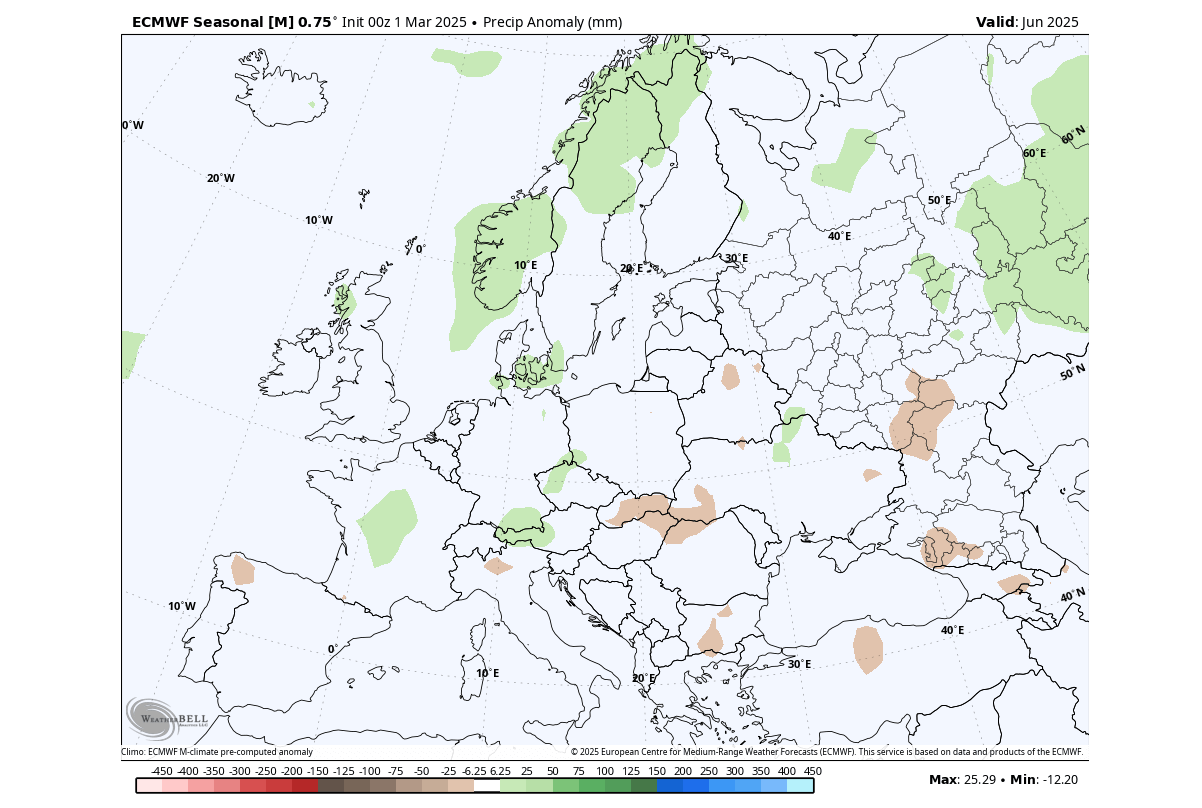 ECMWF Seasonal [M] 0.75° Init 00z 1 Mar 2025 • Precip Anomaly (mm)
Valid: Jun 2025
0°W
60°N
60°E
20°W
50°E
10°W
40°E
0°
10°E
20°E
30°E
50°N
40°N
10°W
40°E
0°
30°E
10°E
20°E
WEATHERBELL
Analytics LLC
Climo: ECMWF M-climate pre-computed anomaly
© 2025 European Centre for Medium-Range Weather Forecasts (ECMWF). This service is based on data and products of the ECMWF.
-450 -400 -350 -300 -250 -200 -150 -125 -100 -75 -50 -25 -6.25 6.25 25 50 75 100 125 150 200 250 300 350 400 450
Max: 25.29 • Min: -12.20